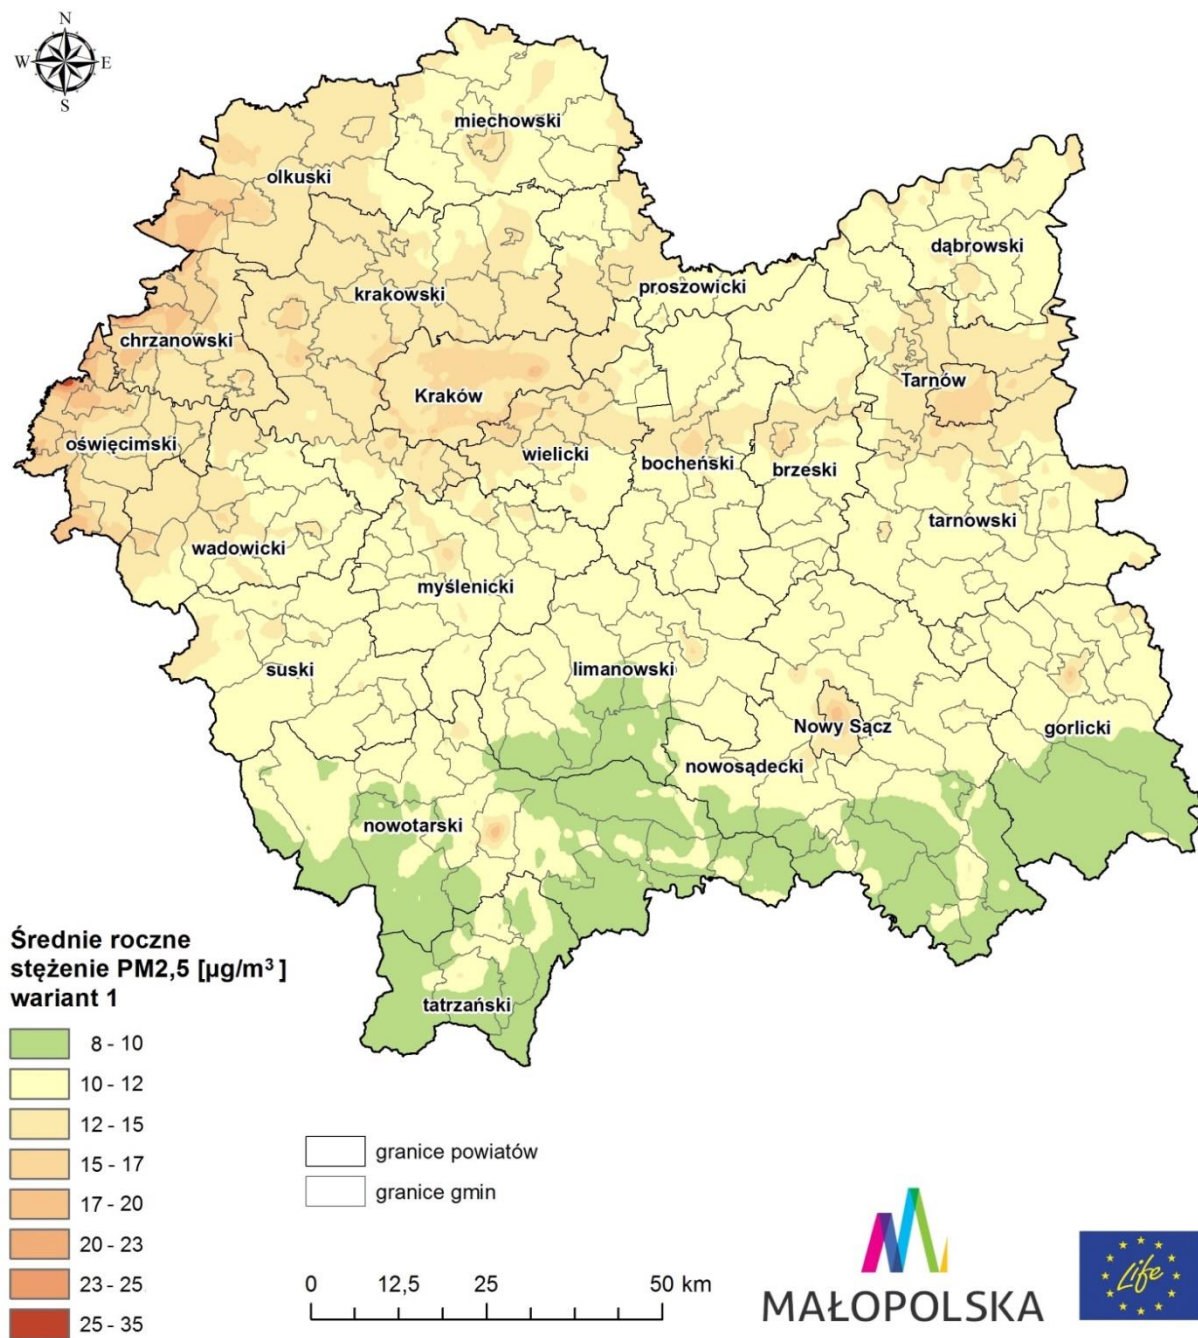 N
W E
S
miechowski
olkuski
dąbrowski
proszowicki
krakowski
chrzanowski
Tarnów
Kraków
oświęcimski
wielicki
bocheński
brzeski
tarnowski
wadowicki
myślenicki
suski
limanowski
Nowy Sącz
gorlicki
nowosądecki
nowotarski
tatrzański
Średnie roczne
stężenie PM2,5 [µg/m³]
wariant 1
8 - 10
10 - 12
12 - 15
15 - 17
17 - 20
20 - 23
23 - 25
25 - 35
granice powiatów
granice gmin
0 12,5 25 50 km
MAŁOPOLSKA
Life